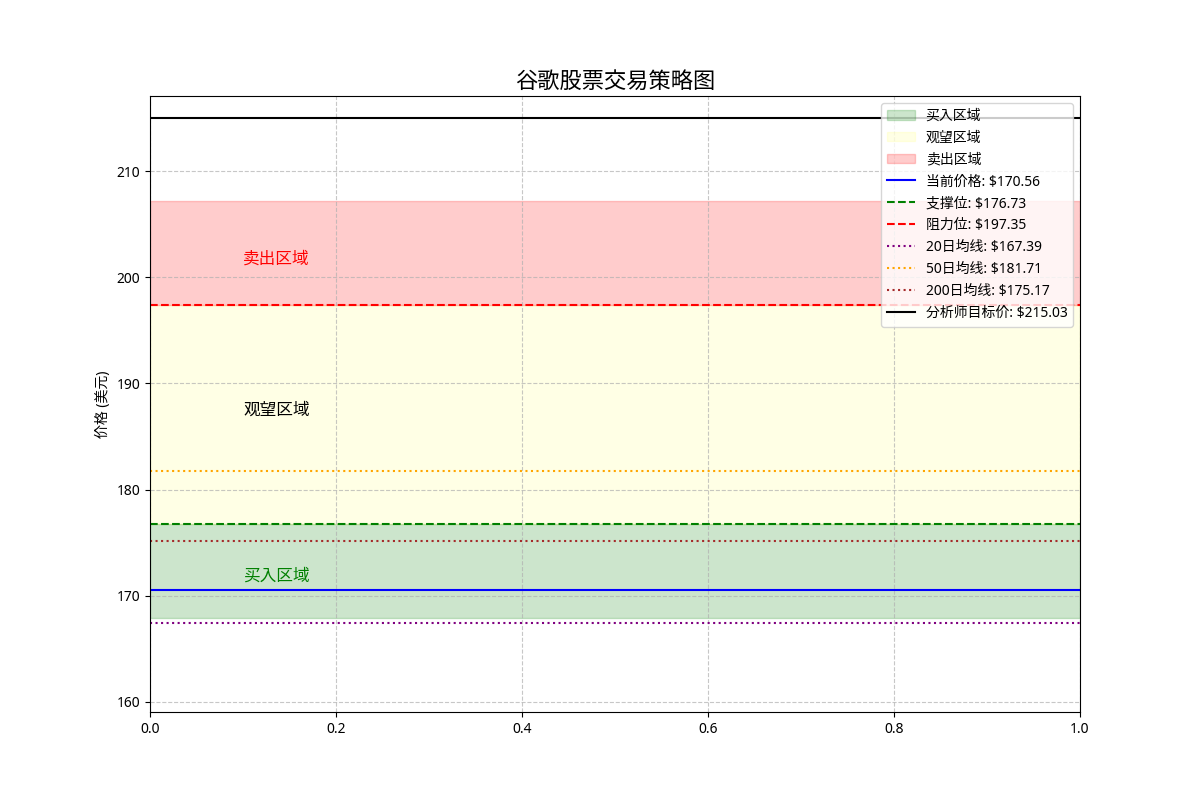 谷歌股票交易策略图
买入区域
观望区域
卖出区域
当前价格: $170.56
支撑位: $176.73
阻力位: $197.35
20日均线: $167.39
50日均线: $181.71
200日均线: $175.17
分析师目标价: $215.03
卖出区域
观望区域
买入区域
价格 (美元)
210
200
190
180
170
160
0.0 0.2 0.4 0.6 0.8 1.0